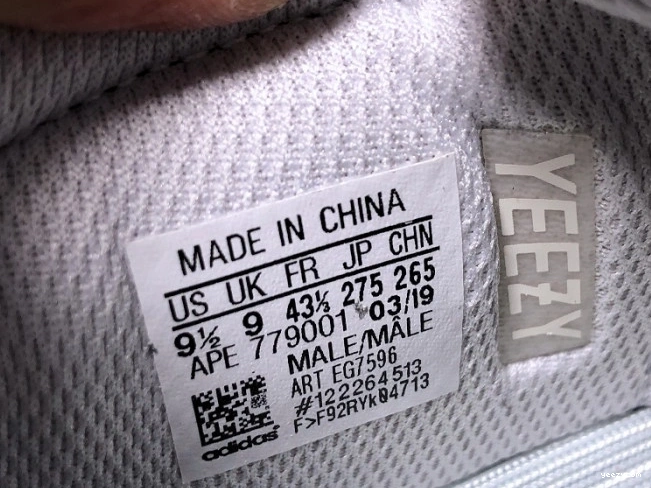 MADE IN CHINA
US UK FR JP CHN
9½ 9 43⅓ 275 265
APE 779001 03/19
MALE/MÂLE
ART EG7596
#122264513
F>F92RYk04713
adidas
YEEZY